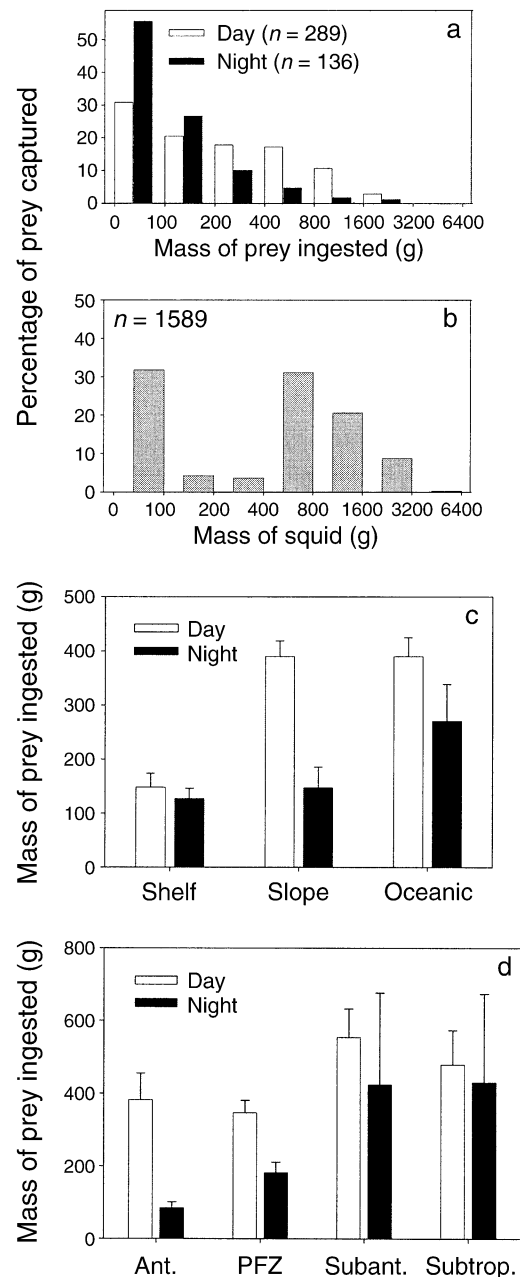 Percentage of prey captured
a
Day (n = 289)
Night (n = 136)
50
40
30
20
10
0
0 100 200 400 800 1600 3200 6400
Mass of prey ingested (g)
b
n = 1589
50
40
30
20
10
0
0 100 200 400 800 1600 3200 6400
Mass of squid (g)
c
Day
Night
Mass of prey ingested (g)
500
400
300
200
100
0
Shelf Slope Oceanic
d
Day
Night
Mass of prey ingested (g)
800
600
400
200
0
Ant. PFZ Subant. Subtrop.